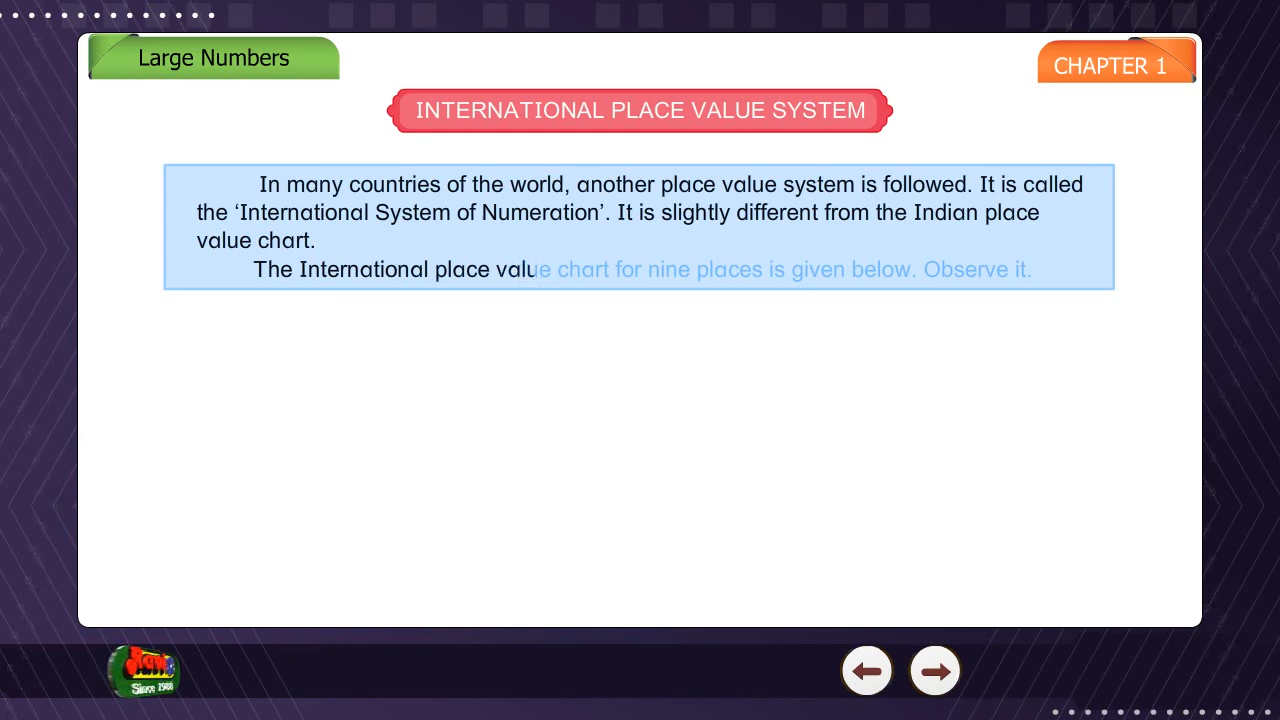 Large Numbers
CHAPTER 1
INTERNATIONAL PLACE VALUE SYSTEM
In many countries of the world, another place value system is followed. It is called
the ‘International System of Numeration’. It is slightly different from the Indian place
value chart.
The International place value chart for nine places is given below. Observe it.
Since 1988